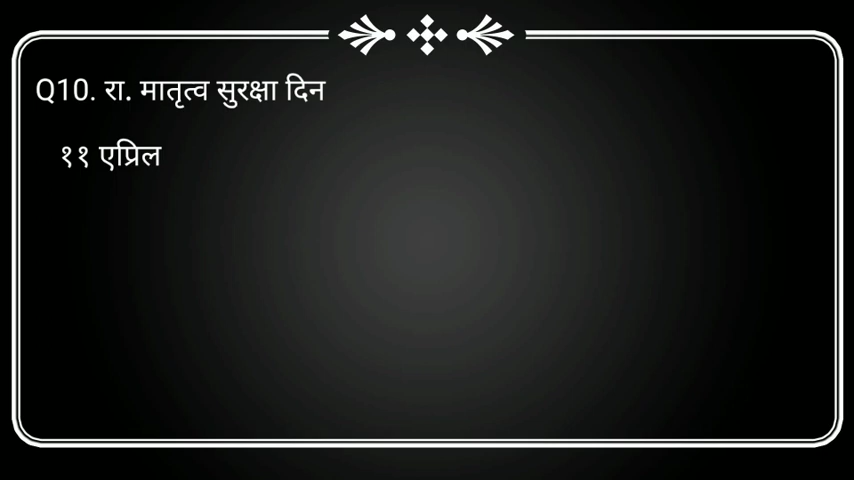 Q10. रा. मातृत्व सुरक्षा दिन
११ एप्रिल